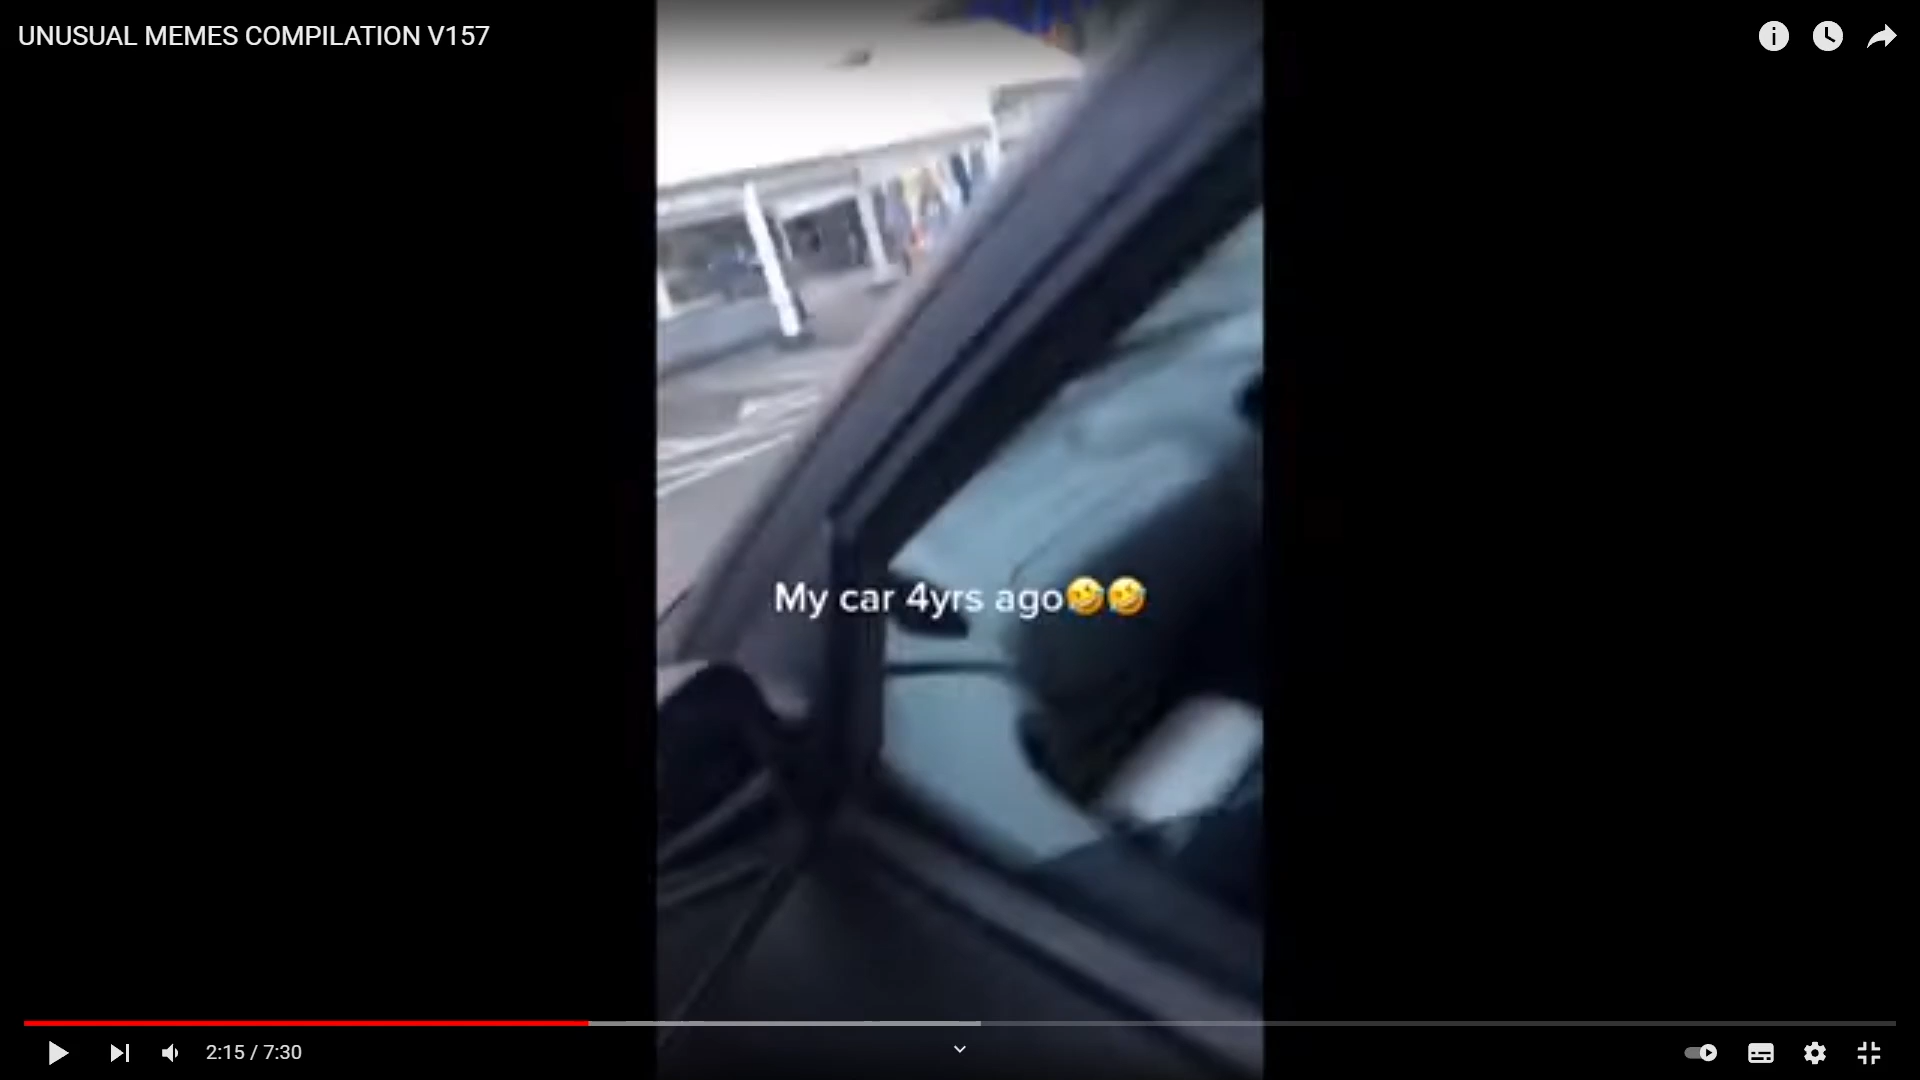 UNUSUAL MEMES COMPILATION V157
My car 4yrs ago🤣🤣
2:15 / 7:30